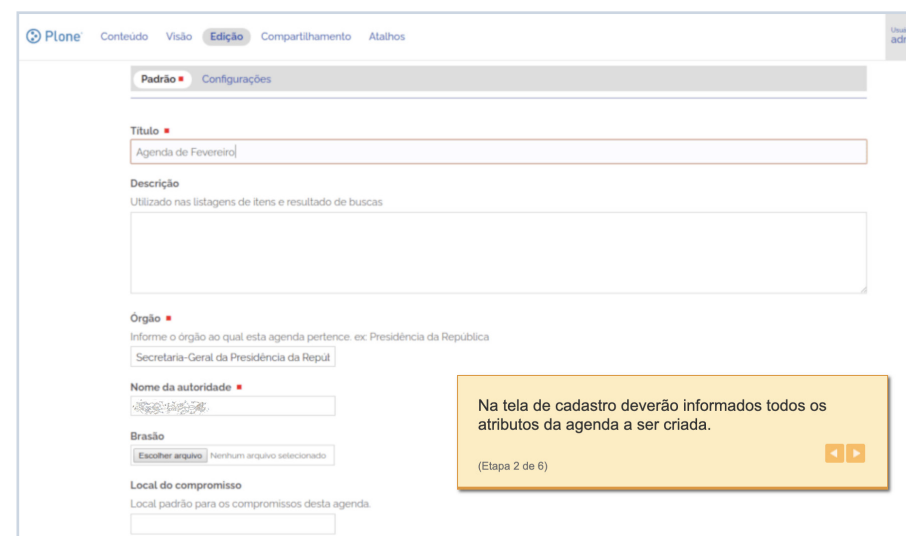 Plone Conteúdo Visão Edição Compartilhamento Atalhos
Padrão Configurações
Título
Agenda de Fevereiro
Descrição
Utilizado nas listagens de itens e resultado de buscas
Órgão
Informe o órgão ao qual esta agenda pertence. ex: Presidência da República
Secretaria-Geral da Presidência da Repúb
Nome da autoridade
Brasão
Escolher arquivo Nenhum arquivo selecionado
Local do compromisso
Local padrão para os compromissos desta agenda.
Na tela de cadastro deverão informados todos os
atributos da agenda a ser criada.
(Etapa 2 de 6)